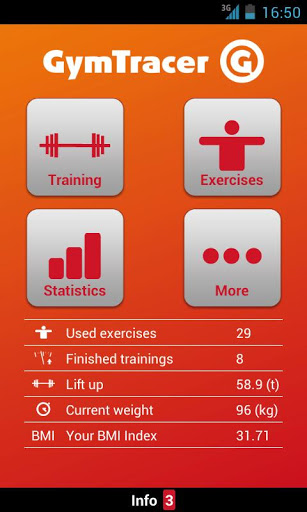 3G 16:50
GymTracer G
Training Exercises
Statistics More
Used exercises 29
Finished trainings 8
Lift up 58.9 (t)
Current weight 96 (kg)
BMI Your BMI Index 31.71
Info 3